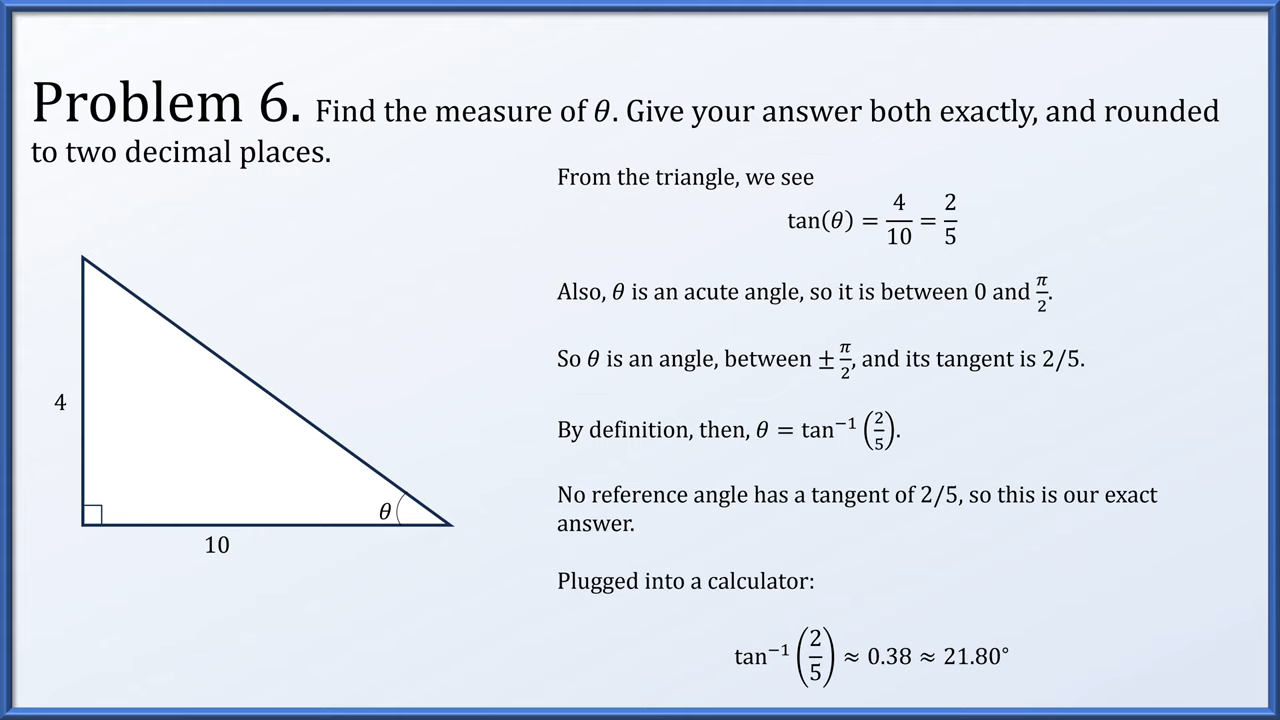 Problem 6. Find the measure of θ. Give your answer both exactly, and rounded
to two decimal places.
From the triangle, we see
tan(θ) = 4/10 = 2/5
Also, θ is an acute angle, so it is between 0 and π/2.
So θ is an angle, between ± π/2, and its tangent is 2/5.
By definition, then, θ = tan⁻¹ (2/5).
No reference angle has a tangent of 2/5, so this is our exact
answer.
Plugged into a calculator:
tan⁻¹ (2/5) ≈ 0.38 ≈ 21.80°
4
θ
10